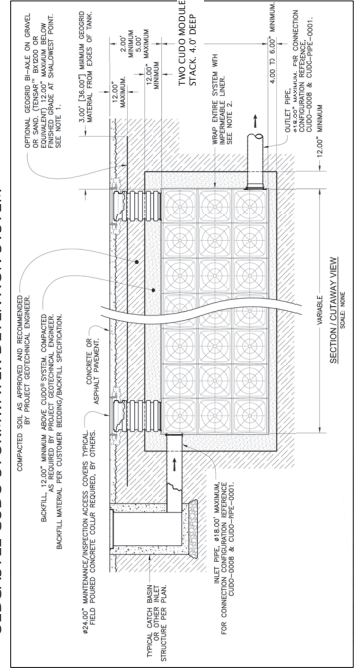 COMPACTED SOIL AS APPROVED AND RECOMMENDED
BY PROJECT GEOTECHNICAL ENGINEER.
BACKFILL, 12.00" MINIMUM ABOVE CUDO® SYSTEM. COMPACTED
AS REQUIRED BY PROJECT GEOTECHNICAL ENGINEER.
BACKFILL MATERIAL PER CUSTOMER BEDDING/BACKFILL SPECIFICATION.
ø24.00" MAINTENANCE/INSPECTION ACCESS COVERS TYPICAL.
FIELD POURED CONCRETE COLLAR REQUIRED, BY OTHERS.
CONCRETE OR
ASPHALT PAVEMENT.
TYPICAL CATCH BASIN
OR OTHER INLET
STRUCTURE PER PLAN.
INLET PIPE, ø18.00" MAXIMUM,
FOR CONNECTION CONFIGURATION REFERENCE
CUDO-0008 & CUDO-PIPE-0001.
OPTIONAL GEOGRID BI-AXLE ON GRAVEL
OR SAND. (TENSAR™ BX1200 OR
EQUIVALENT) 12.00" MAXIMUM BELOW
FINISHED GRADE AT SHALLOWEST POINT.
SEE NOTE 1.
3.00' [36.00"] MINIMUM GEOGRID
MATERIAL FROM EDGES OF TANK.
12.00"
MAXIMUM.
2.00'
MINIMUM
5.00'
MAXIMUM
12.00"
MINIMUM
TWO CUDO MODULE
STACK. 4.0' DEEP
WRAP ENTIRE SYSTEM WITH
IMPERMEABLE LINER.
SEE NOTE 2.
4.00 TO 6.00" MINIMUM.
OUTLET PIPE,
ø18.00" MAXIMUM. FOR CONNECTION
CONFIGURATION REFERENCE,
CUDO-0008 & CUDO-PIPE-0001.
12.00" MINIMUM
VARIABLE
SECTION / CUTAWAY VIEW
SCALE: NONE